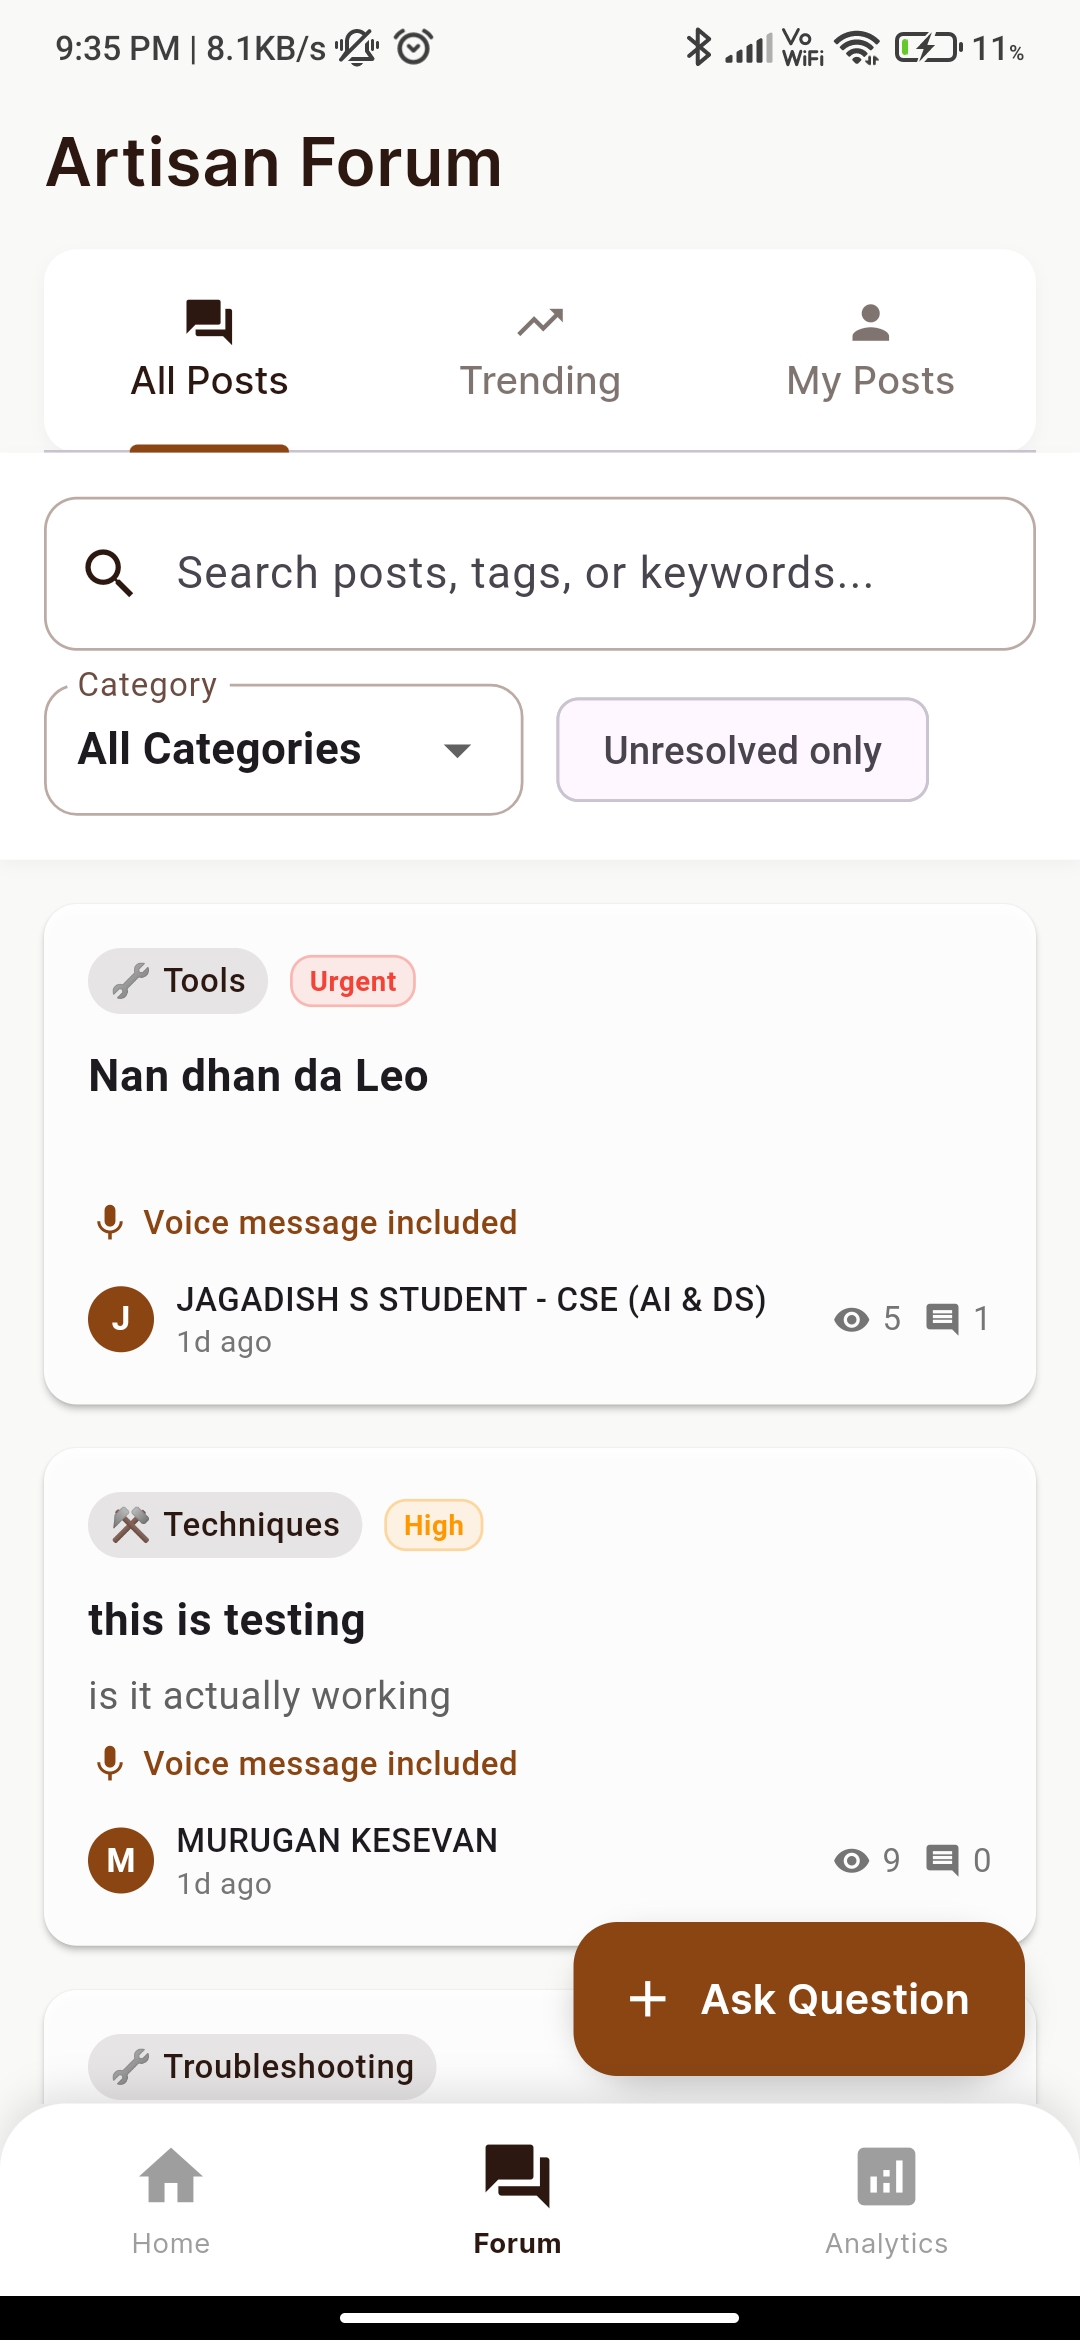 9:35 PM | 8.1KB/s
Vo WiFi
11%
Artisan Forum
All Posts
Trending
My Posts
Search posts, tags, or keywords...
Category
All Categories
Unresolved only
Tools
Urgent
Nan dhan da Leo
Voice message included
J
JAGADISH S STUDENT - CSE (AI & DS)
1d ago
5
1
Techniques
High
this is testing
is it actually working
Voice message included
M
MURUGAN KESEVAN
1d ago
9
0
+ Ask Question
Troubleshooting
Home
Forum
Analytics